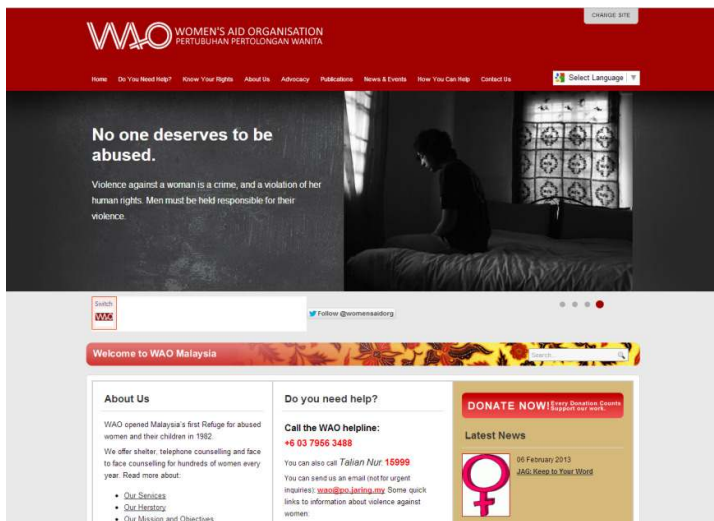 CHANGE SITE
WAO
WOMEN'S AID ORGANISATION
PERTUBUHAN PERTOLONGAN WANITA
Home Do You Need Help? Know Your Rights About Us Advocacy Publications News & Events How You Can Help Contact Us
Select Language
No one deserves to be
abused.
Violence against a woman is a crime, and a violation of her
human rights. Men must be held responsible for their
violence.
Switch
WAO
Follow @womensaidorg
Welcome to WAO Malaysia
Search...
About Us
WAO opened Malaysia's first Refuge for abused
women and their children in 1982.
We offer shelter, telephone counselling and face
to face counselling for hundreds of women every
year. Read more about:
Our Services
Our Herstory
Our Mission and Objectives
Do you need help?
Call the WAO helpline:
+6 03 7956 3488
You can also call Talian Nur 15999
You can send us an email (not for urgent
inquiries): wao@po.jaring.my Some quick
links to information about violence against
women:
DONATE NOW! Every Donation Counts
Support our work.
Latest News
06 February 2013
JAG: Keep to Your Word